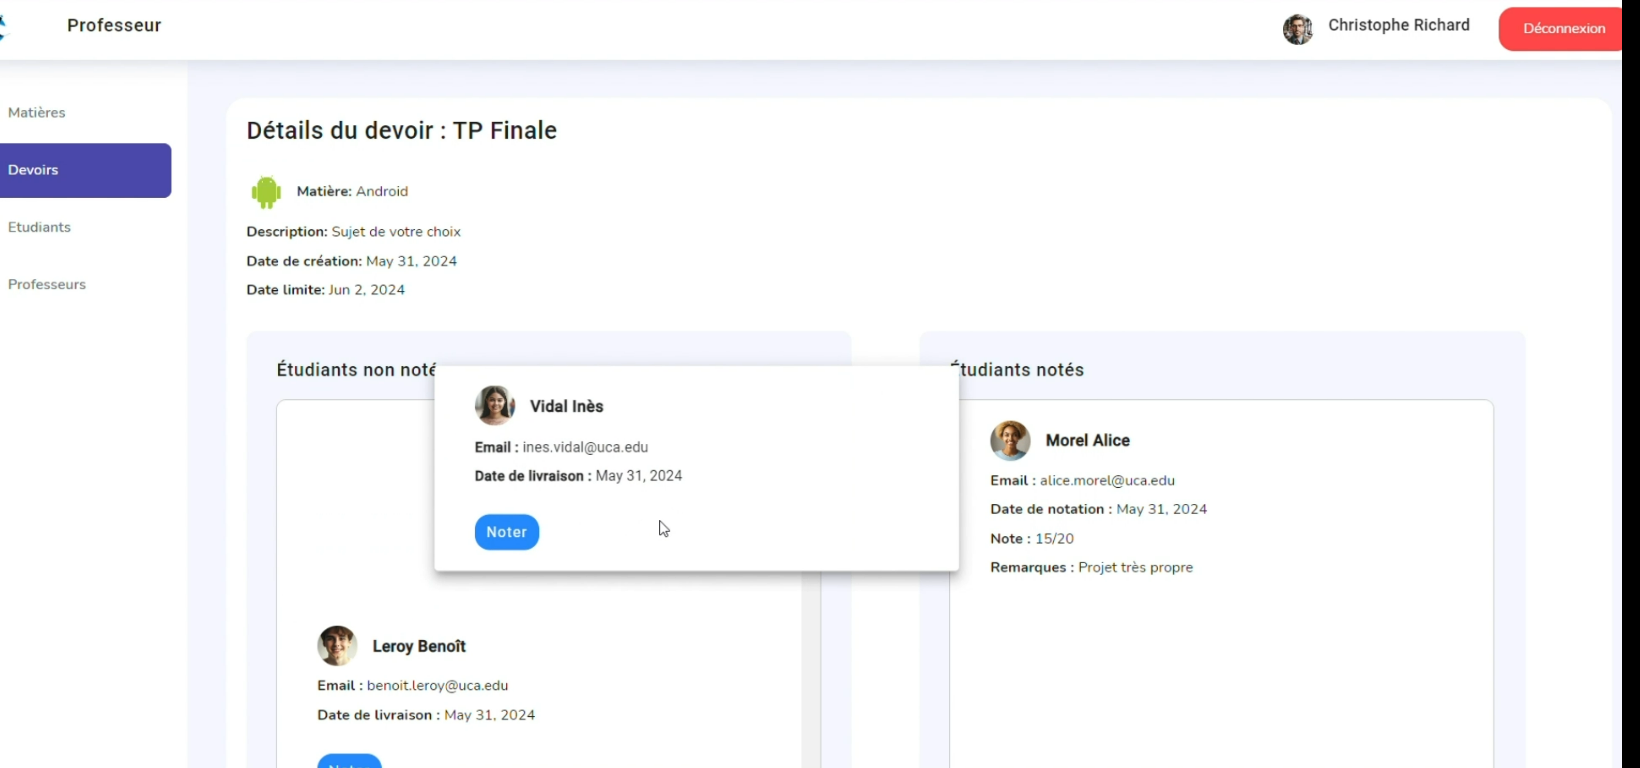 Professeur
Christophe Richard
Déconnexion
Matières
Devoirs
Etudiants
Professeurs
Détails du devoir : TP Finale
Matière: Android
Description: Sujet de votre choix
Date de création: May 31, 2024
Date limite: Jun 2, 2024
Étudiants non noté
Vidal Inès
Email : ines.vidal@uca.edu
Date de livraison : May 31, 2024
Noter
Leroy Benoît
Email : benoit.leroy@uca.edu
Date de livraison : May 31, 2024
Étudiants notés
Morel Alice
Email : alice.morel@uca.edu
Date de notation : May 31, 2024
Note : 15/20
Remarques : Projet très propre